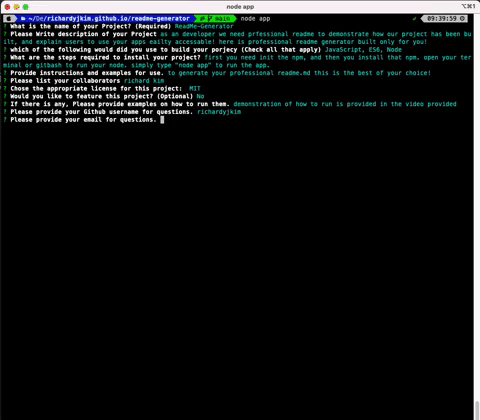 node app
⌥⌘1
~/De/richardyjkim.github.io/readme-generator main node app ✔ 09:39:59
? What is the name of your Project? (Required) ReadMe-Generator
? Please Write description of your Project as an developer we need prfessional readme to demonstrate how our project has been bu
ilt, and explain users to use your apps eailty accessable! here is professional readme generator built only for you!
? which of the following would did you use to build your porjecy (Check all that apply) JavaScript, ES6, Node
? What are the steps required to install your project? first you need init the npm, and then you install that npm. open your ter
minal or gitbash to run your node. simply type "node app" to run the app.
? Provide instructions and examples for use. to generate your professional readme.md this is the best of your choice!
? Please list your collaborators richard kim
? Chose the appropriate license for this project: MIT
? Would you like to feature this project? (Optional) No
? If there is any, Please provide examples on how to run them. demonstration of how to run is provided in the video provided
? Please provide your Github username for questions. richardyjkim
? Please provide your email for questions.